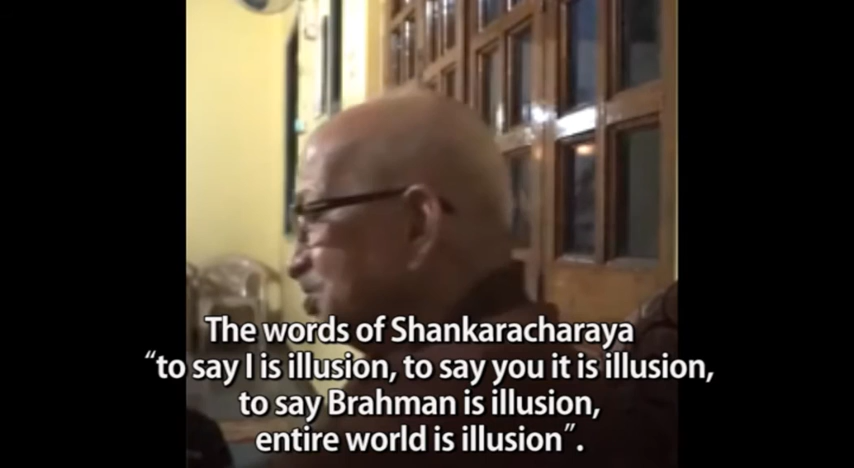 The words of Shankaracharaya
“to say I is illusion, to say you it is illusion,
to say Brahman is illusion,
entire world is illusion”.